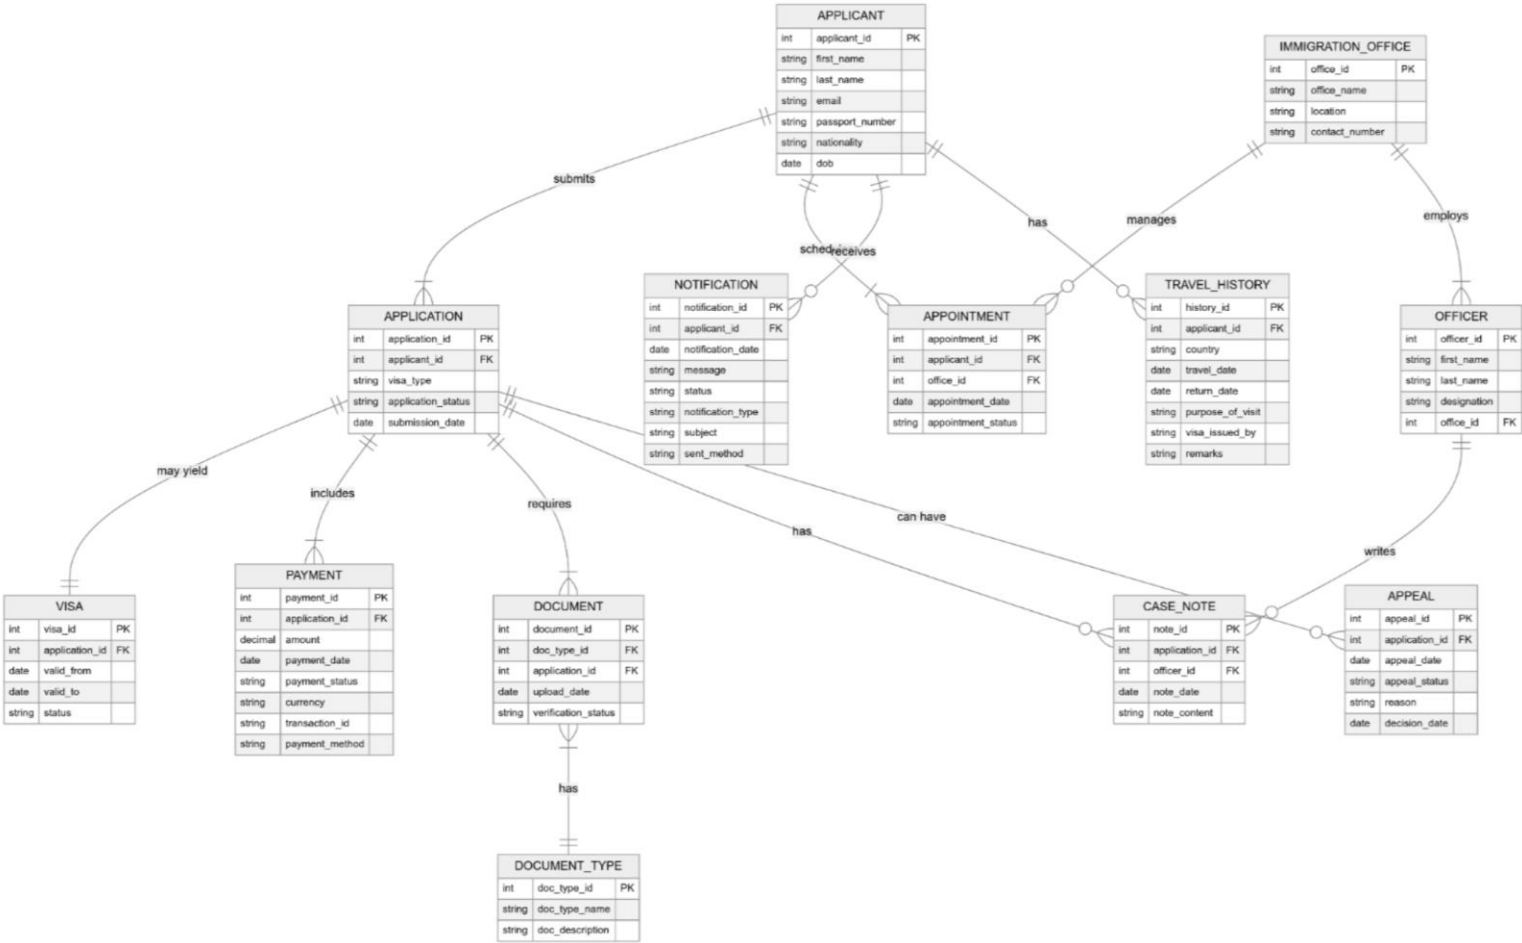 APPLICANT
int applicant_id PK
string first_name
string last_name
string email
string passport_number
string nationality
date dob
IMMIGRATION_OFFICE
int office_id PK
string office_name
string location
string contact_number
submits
has
manages
employs
receives
NOTIFICATION
int notification_id PK
int applicant_id FK
date notification_date
string message
string status
string notification_type
string subject
string sent_method
APPOINTMENT
int appointment_id PK
int applicant_id FK
int office_id FK
date appointment_date
string appointment_status
TRAVEL_HISTORY
int history_id PK
int applicant_id FK
string country
date travel_date
date return_date
string purpose_of_visit
string visa_issued_by
string remarks
APPLICATION
int application_id PK
int applicant_id FK
string visa_type
string application_status
date submission_date
OFFICER
int officer_id PK
string first_name
string last_name
string designation
int office_id FK
may yield
includes
requires
has
can have
writes
VISA
int visa_id PK
int application_id FK
date valid_from
date valid_to
string status
PAYMENT
int payment_id PK
int application_id FK
decimal amount
date payment_date
string payment_status
string currency
string transaction_id
string payment_method
DOCUMENT
int document_id PK
int doc_type_id FK
int application_id FK
date upload_date
string verification_status
CASE_NOTE
int note_id PK
int application_id FK
int officer_id FK
date note_date
string note_content
APPEAL
int appeal_id PK
int application_id FK
date appeal_date
string appeal_status
string reason
date decision_date
has
DOCUMENT_TYPE
int doc_type_id PK
string doc_type_name
string doc_description